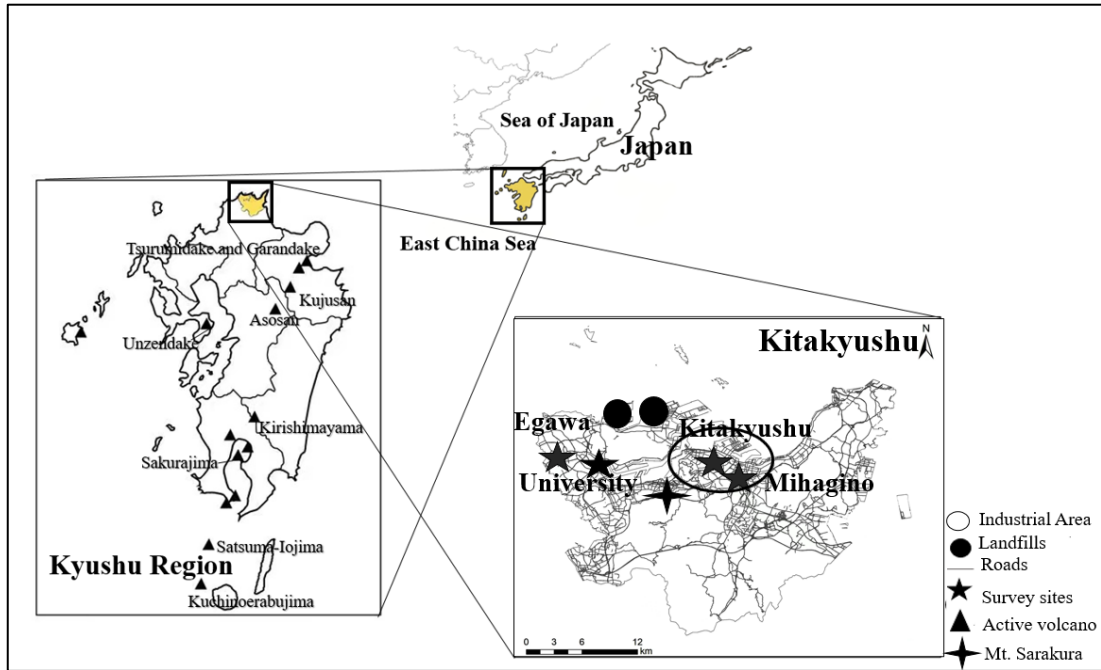 Sea of Japan
Japan
East China Sea
Tsurumidake and Garandake
Kujusan
Asosan
Unzendake
Kirishimayama
Sakurajima
Satsuma-Iojima
Kyushu Region
Kuchinoerabujima
Kitakyushu
N
Egawa
Kitakyushu
University
Mihagino
Industrial Area
Landfills
Roads
Survey sites
Active volcano
Mt. Sarakura
0 3 6 12
km